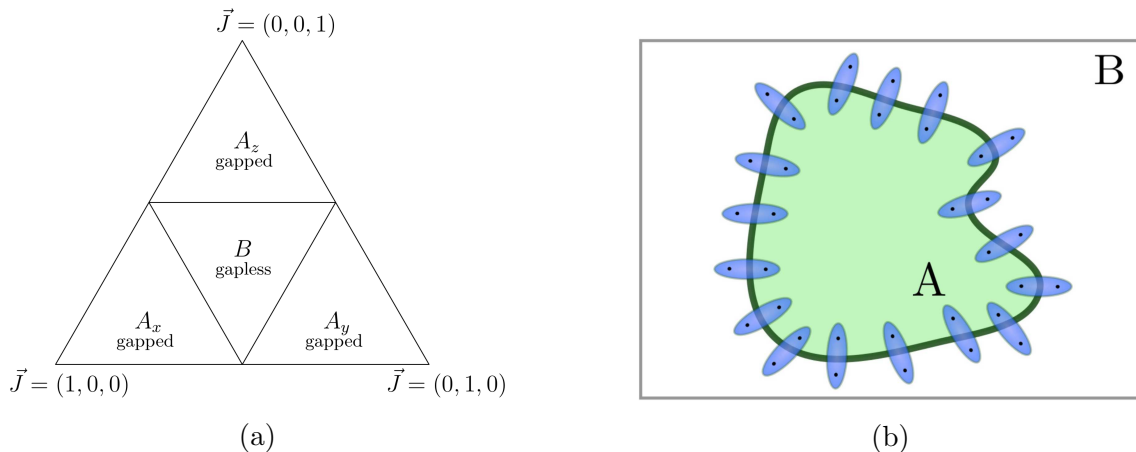 J⃗ = (0, 0, 1)
A_z
gapped
B
gapless
A_x
gapped
A_y
gapped
J⃗ = (1, 0, 0)
J⃗ = (0, 1, 0)
(a)
B
A
(b)